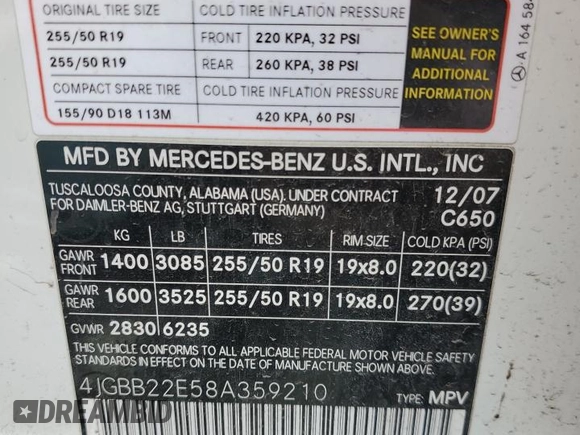 ORIGINAL TIRE SIZE COLD TIRE INFLATION PRESSURE
255/50 R19 FRONT 220 KPA, 32 PSI
255/50 R19 REAR 260 KPA, 38 PSI
COMPACT SPARE TIRE COLD TIRE INFLATION PRESSURE
155/90 D18 113M 420 KPA, 60 PSI
SEE OWNER'S
MANUAL FOR
ADDITIONAL
INFORMATION
A 164 584
MFD BY MERCEDES-BENZ U.S. INTL., INC
TUSCALOOSA COUNTY, ALABAMA (USA). UNDER CONTRACT
FOR DAIMLER-BENZ AG, STUTTGART (GERMANY)
12/07
C650
KG LB TIRES RIM SIZE COLD KPA (PSI)
GAWR FRONT 1400 3085 255/50 R19 19x8.0 220(32)
GAWR REAR 1600 3525 255/50 R19 19x8.0 270(39)
GVWR 2830 6235
THIS VEHICLE CONFORMS TO ALL APPLICABLE FEDERAL MOTOR VEHICLE SAFETY
STANDARDS IN EFFECT ON THE DATE OF MANUFACTURE SHOWN ABOVE.
4JGBB22E58A359210 TYPE: MPV
DREAMBID